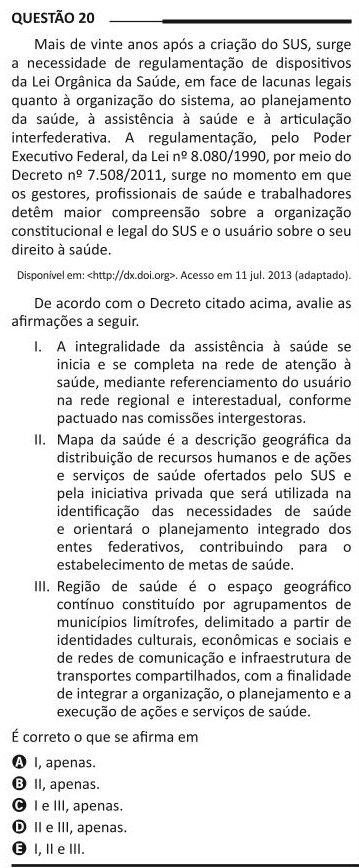 QUESTÃO 20
Mais de vinte anos após a criação do SUS, surge
a necessidade de regulamentação de dispositivos
da Lei Orgânica da Saúde, em face de lacunas legais
quanto à organização do sistema, ao planejamento
da saúde, à assistência à saúde e à articulação
interfederativa. A regulamentação, pelo Poder
Executivo Federal, da Lei nº 8.080/1990, por meio do
Decreto nº 7.508/2011, surge no momento em que
os gestores, profissionais de saúde e trabalhadores
detêm maior compreensão sobre a organização
constitucional e legal do SUS e o usuário sobre o seu
direito à saúde.
Disponível em: <http://dx.doi.org>. Acesso em 11 jul. 2013 (adaptado).
De acordo com o Decreto citado acima, avalie as
afirmações a seguir.
I. A integralidade da assistência à saúde se
inicia e se completa na rede de atenção à
saúde, mediante referenciamento do usuário
na rede regional e interestadual, conforme
pactuado nas comissões intergestoras.
II. Mapa da saúde é a descrição geográfica da
distribuição de recursos humanos e de ações
e serviços de saúde ofertados pelo SUS e
pela iniciativa privada que será utilizada na
identificação das necessidades de saúde
e orientará o planejamento integrado dos
entes federativos, contribuindo para o
estabelecimento de metas de saúde.
III. Região de saúde é o espaço geográfico
contínuo constituído por agrupamentos de
municípios limítrofes, delimitado a partir de
identidades culturais, econômicas e sociais e
de redes de comunicação e infraestrutura de
transportes compartilhados, com a finalidade
de integrar a organização, o planejamento e a
execução de ações e serviços de saúde.
É correto o que se afirma em
A I, apenas.
B II, apenas.
C I e III, apenas.
D II e III, apenas.
E I, II e III.